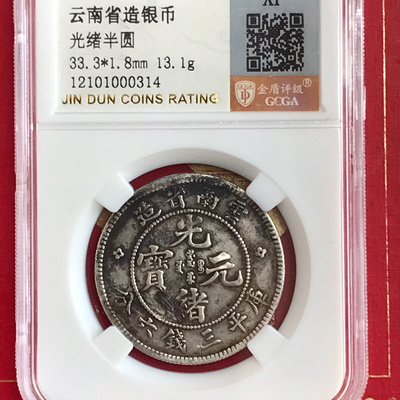 XF
云南省造银币
光绪半圆
33.3*1.8mm 13.1g
12101000314
金盾评级®
GCGA
JIN DUN COINS RATING
雲南省造
光緒元寶
庫平三錢六分